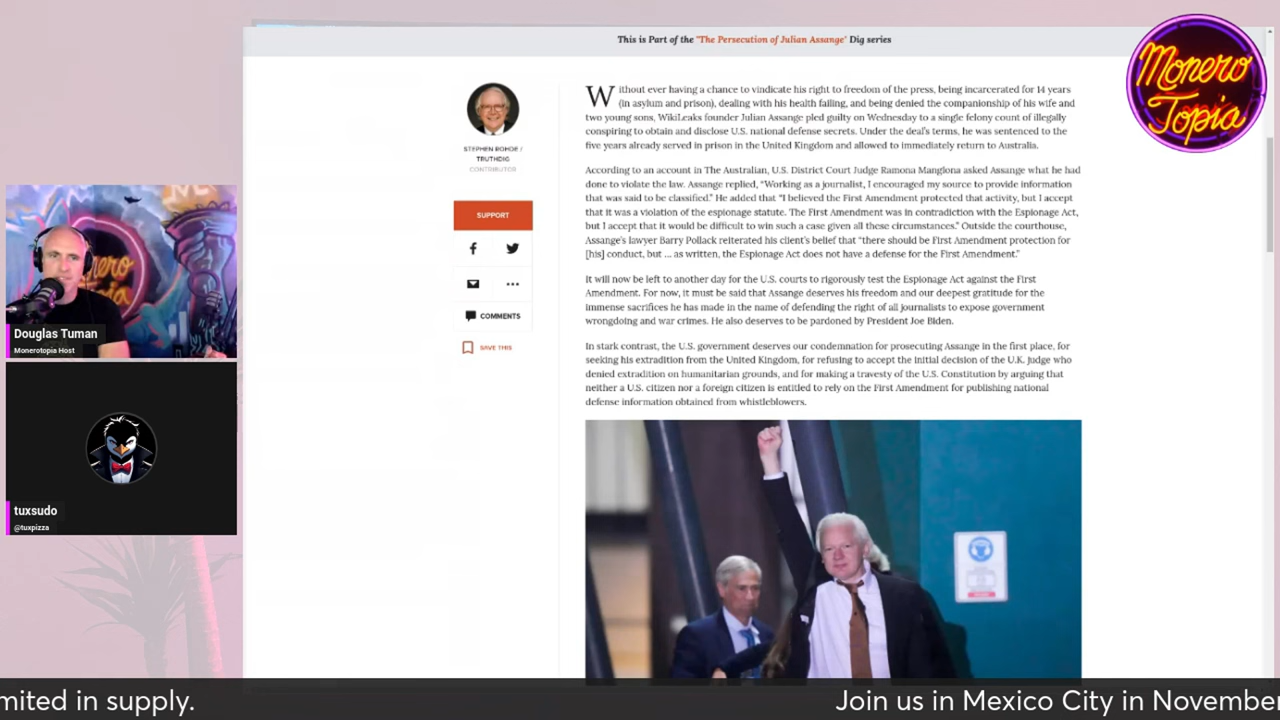 This is Part of the "The Persecution of Julian Assange" Dig series
Monero
Topia
Without ever having a chance to vindicate his right to freedom of the press, being incarcerated for 14 years
(in asylum and prison), dealing with his health failing, and being denied the companionship of his wife and
two young sons, WikiLeaks founder Julian Assange pled guilty on Wednesday to a single felony count of illegally
conspiring to obtain and disclose U.S. national defense secrets. Under the deal's terms, he was sentenced to the
five years already served in prison in the United Kingdom and allowed to immediately return to Australia.
STEPHEN ROHDE /
TRUTHDIG
CONTRIBUTOR
According to an account in The Australian, U.S. District Court Judge Ramona Manglona asked Assange what he had
done to violate the law. Assange replied, “Working as a journalist, I encouraged my source to provide information
that was said to be classified.” He added that “I believed the First Amendment protected that activity, but I accept
that it was a violation of the espionage statute. The First Amendment was in contradiction with the Espionage Act,
but I accept that it would be difficult to win such a case given all these circumstances.” Outside the courthouse,
Assange's lawyer Barry Pollack reiterated his client's belief that “there should be First Amendment protection for
[his] conduct, but ... as written, the Espionage Act does not have a defense for the First Amendment.”
SUPPORT
COMMENTS
SAVE THIS
It will now be left to another day for the U.S. courts to rigorously test the Espionage Act against the First
Amendment. For now, it must be said that Assange deserves his freedom and our deepest gratitude for the
immense sacrifices he has made in the name of defending the right of all journalists to expose government
wrongdoing and war crimes. He also deserves to be pardoned by President Joe Biden.
In stark contrast, the U.S. government deserves our condemnation for prosecuting Assange in the first place, for
seeking his extradition from the United Kingdom, for refusing to accept the initial decision of the U.K. judge who
denied extradition on humanitarian grounds, and for making a travesty of the U.S. Constitution by arguing that
neither a U.S. citizen nor a foreign citizen is entitled to rely on the First Amendment for publishing national
defense information obtained from whistleblowers.
Douglas Tuman
Monerotopia Host
tuxsudo
@tuxpizza
mited in supply.
Join us in Mexico City in November